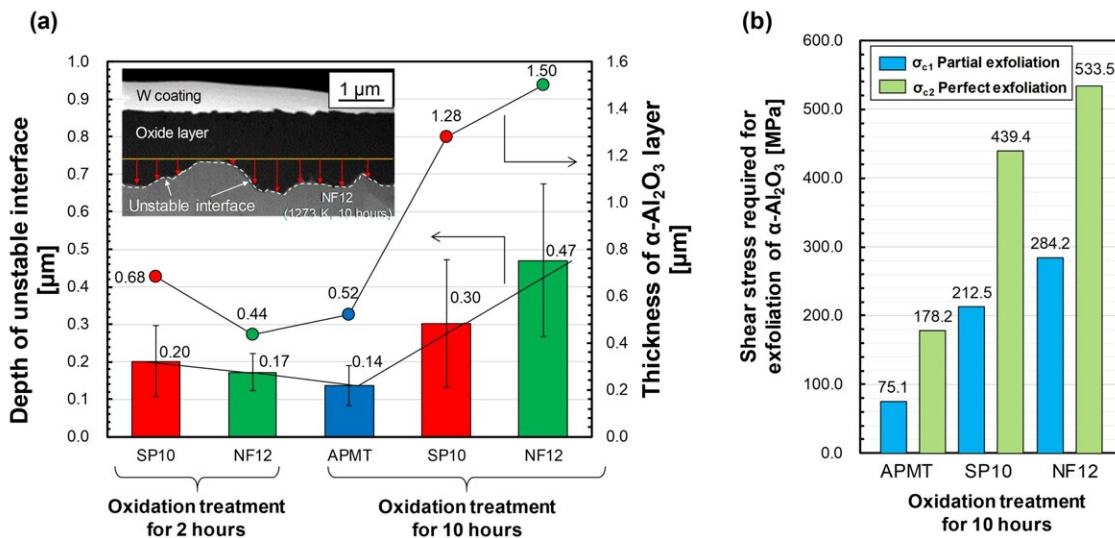 (a)
Depth of unstable interface
[μm]
1.0
0.9
0.8
0.7
0.6
0.5
0.4
0.3
0.2
0.1
0.0
W coating
1 μm
Oxide layer
Unstable interface
NF12
(1273 K, 10 hours)
0.68
0.44
0.52
1.28
1.50
0.20
0.17
0.14
0.30
0.47
1.6
1.4
1.2
1.0
0.8
0.6
0.4
0.2
0.0
Thickness of α-Al₂O₃ layer
[μm]
SP10
NF12
APMT
SP10
NF12
Oxidation treatment
for 2 hours
Oxidation treatment
for 10 hours
(b)
Shear stress required for
exfoliation of α-Al₂O₃ [MPa]
600.0
500.0
400.0
300.0
200.0
100.0
0.0
σc1 Partial exfoliation
σc2 Perfect exfoliation
75.1
178.2
212.5
439.4
284.2
533.5
APMT
SP10
NF12
Oxidation treatment
for 10 hours